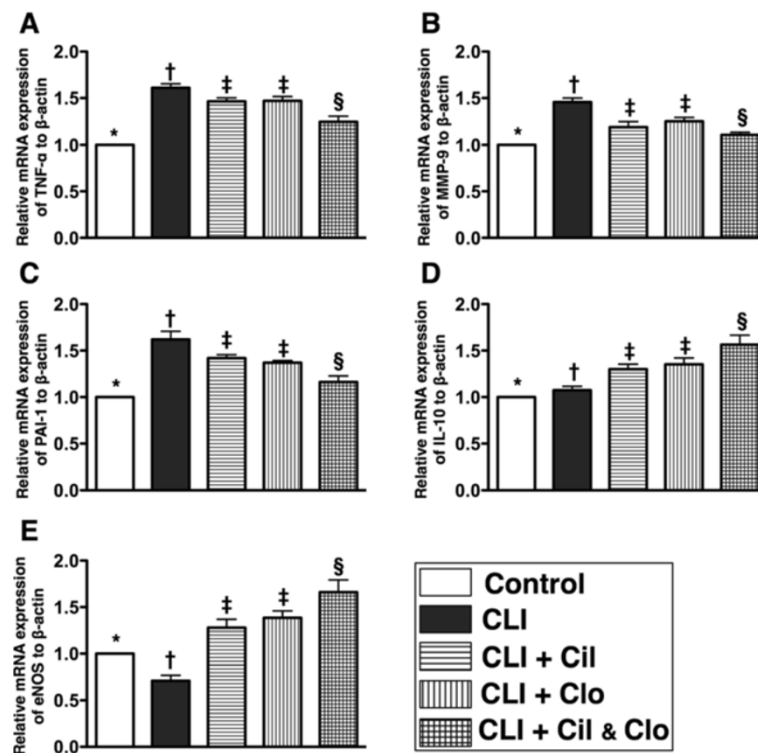 A
Relative mRNA expression
of TNF-α to β-actin
2.0
1.5
1.0
0.5
0.0
*
†
‡
‡
§
B
Relative mRNA expression
of MMP-9 to β-actin
2.0
1.5
1.0
0.5
0.0
*
†
‡
‡
§
C
Relative mRNA expression
of PAI-1 to β-actin
2.0
1.5
1.0
0.5
0.0
*
†
‡
‡
§
D
Relative mRNA expression
of IL-10 to β-actin
2.0
1.5
1.0
0.5
0.0
*
†
‡
‡
§
E
Relative mRNA expression
of eNOS to β-actin
2.0
1.5
1.0
0.5
0.0
*
†
‡
‡
§
Control
CLI
CLI + Cil
CLI + Clo
CLI + Cil & Clo